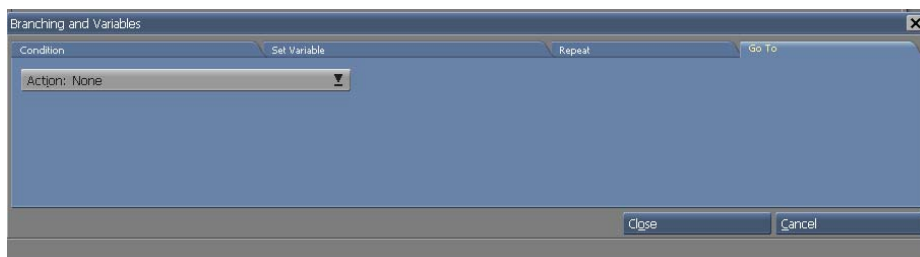 Branching and Variables
Condition Set Variable Repeat Go To
Action: None
Close Cancel